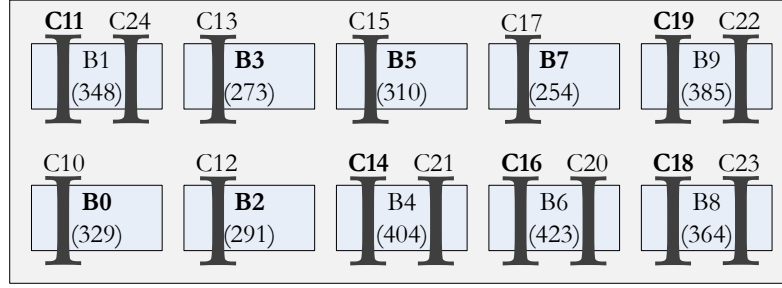 C11 C24 C13 C15 C17 C19 C22
B1 B3 B5 B7 B9
(348) (273) (310) (254) (385)
C10 C12 C14 C21 C16 C20 C18 C23
B0 B2 B4 B6 B8
(329) (291) (404) (423) (364)